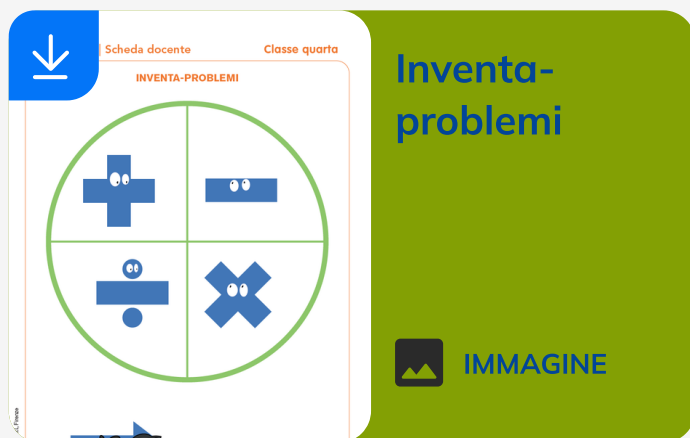 | Scheda docente
Classe quarta
INVENTA-PROBLEMI
Inventa-
problemi
IMMAGINE